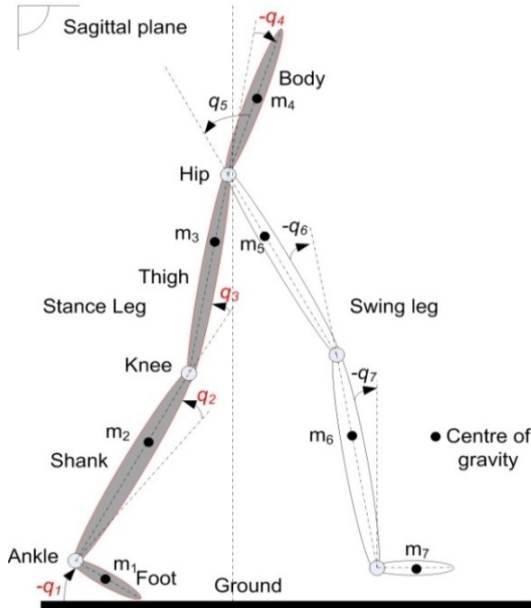 Sagittal plane
-q4
Body
m4
q5
Hip
m3
m5
-q6
Thigh
q3
Stance Leg
Swing leg
Knee
-q7
q2
m2
m6
Centre of
gravity
Shank
Ankle
m1
Foot
m7
-q1
Ground